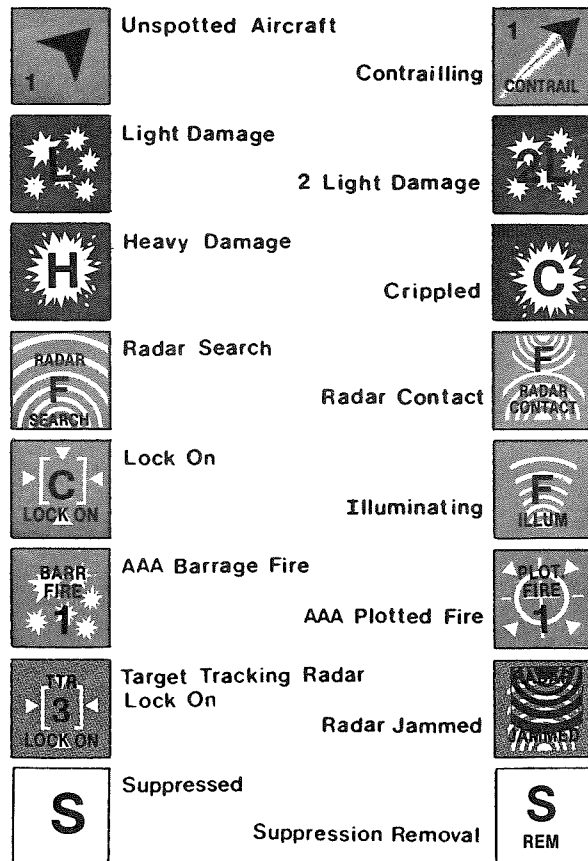 1
Unspotted Aircraft
1
CONTRAIL
Contrailling
L
Light Damage
2L
2 Light Damage
H
Heavy Damage
C
Crippled
RADAR
F
SEARCH
Radar Search
F
RADAR
CONTACT
Radar Contact
C
LOCK ON
Lock On
F
ILLUM
Illuminating
BARR
FIRE
1
AAA Barrage Fire
PLOT.
FIRE
1
AAA Plotted Fire
TTR
3
LOCK ON
Target Tracking Radar
Lock On
RADAR
JAMMED
Radar Jammed
S
Suppressed
S
REM
Suppression Removal